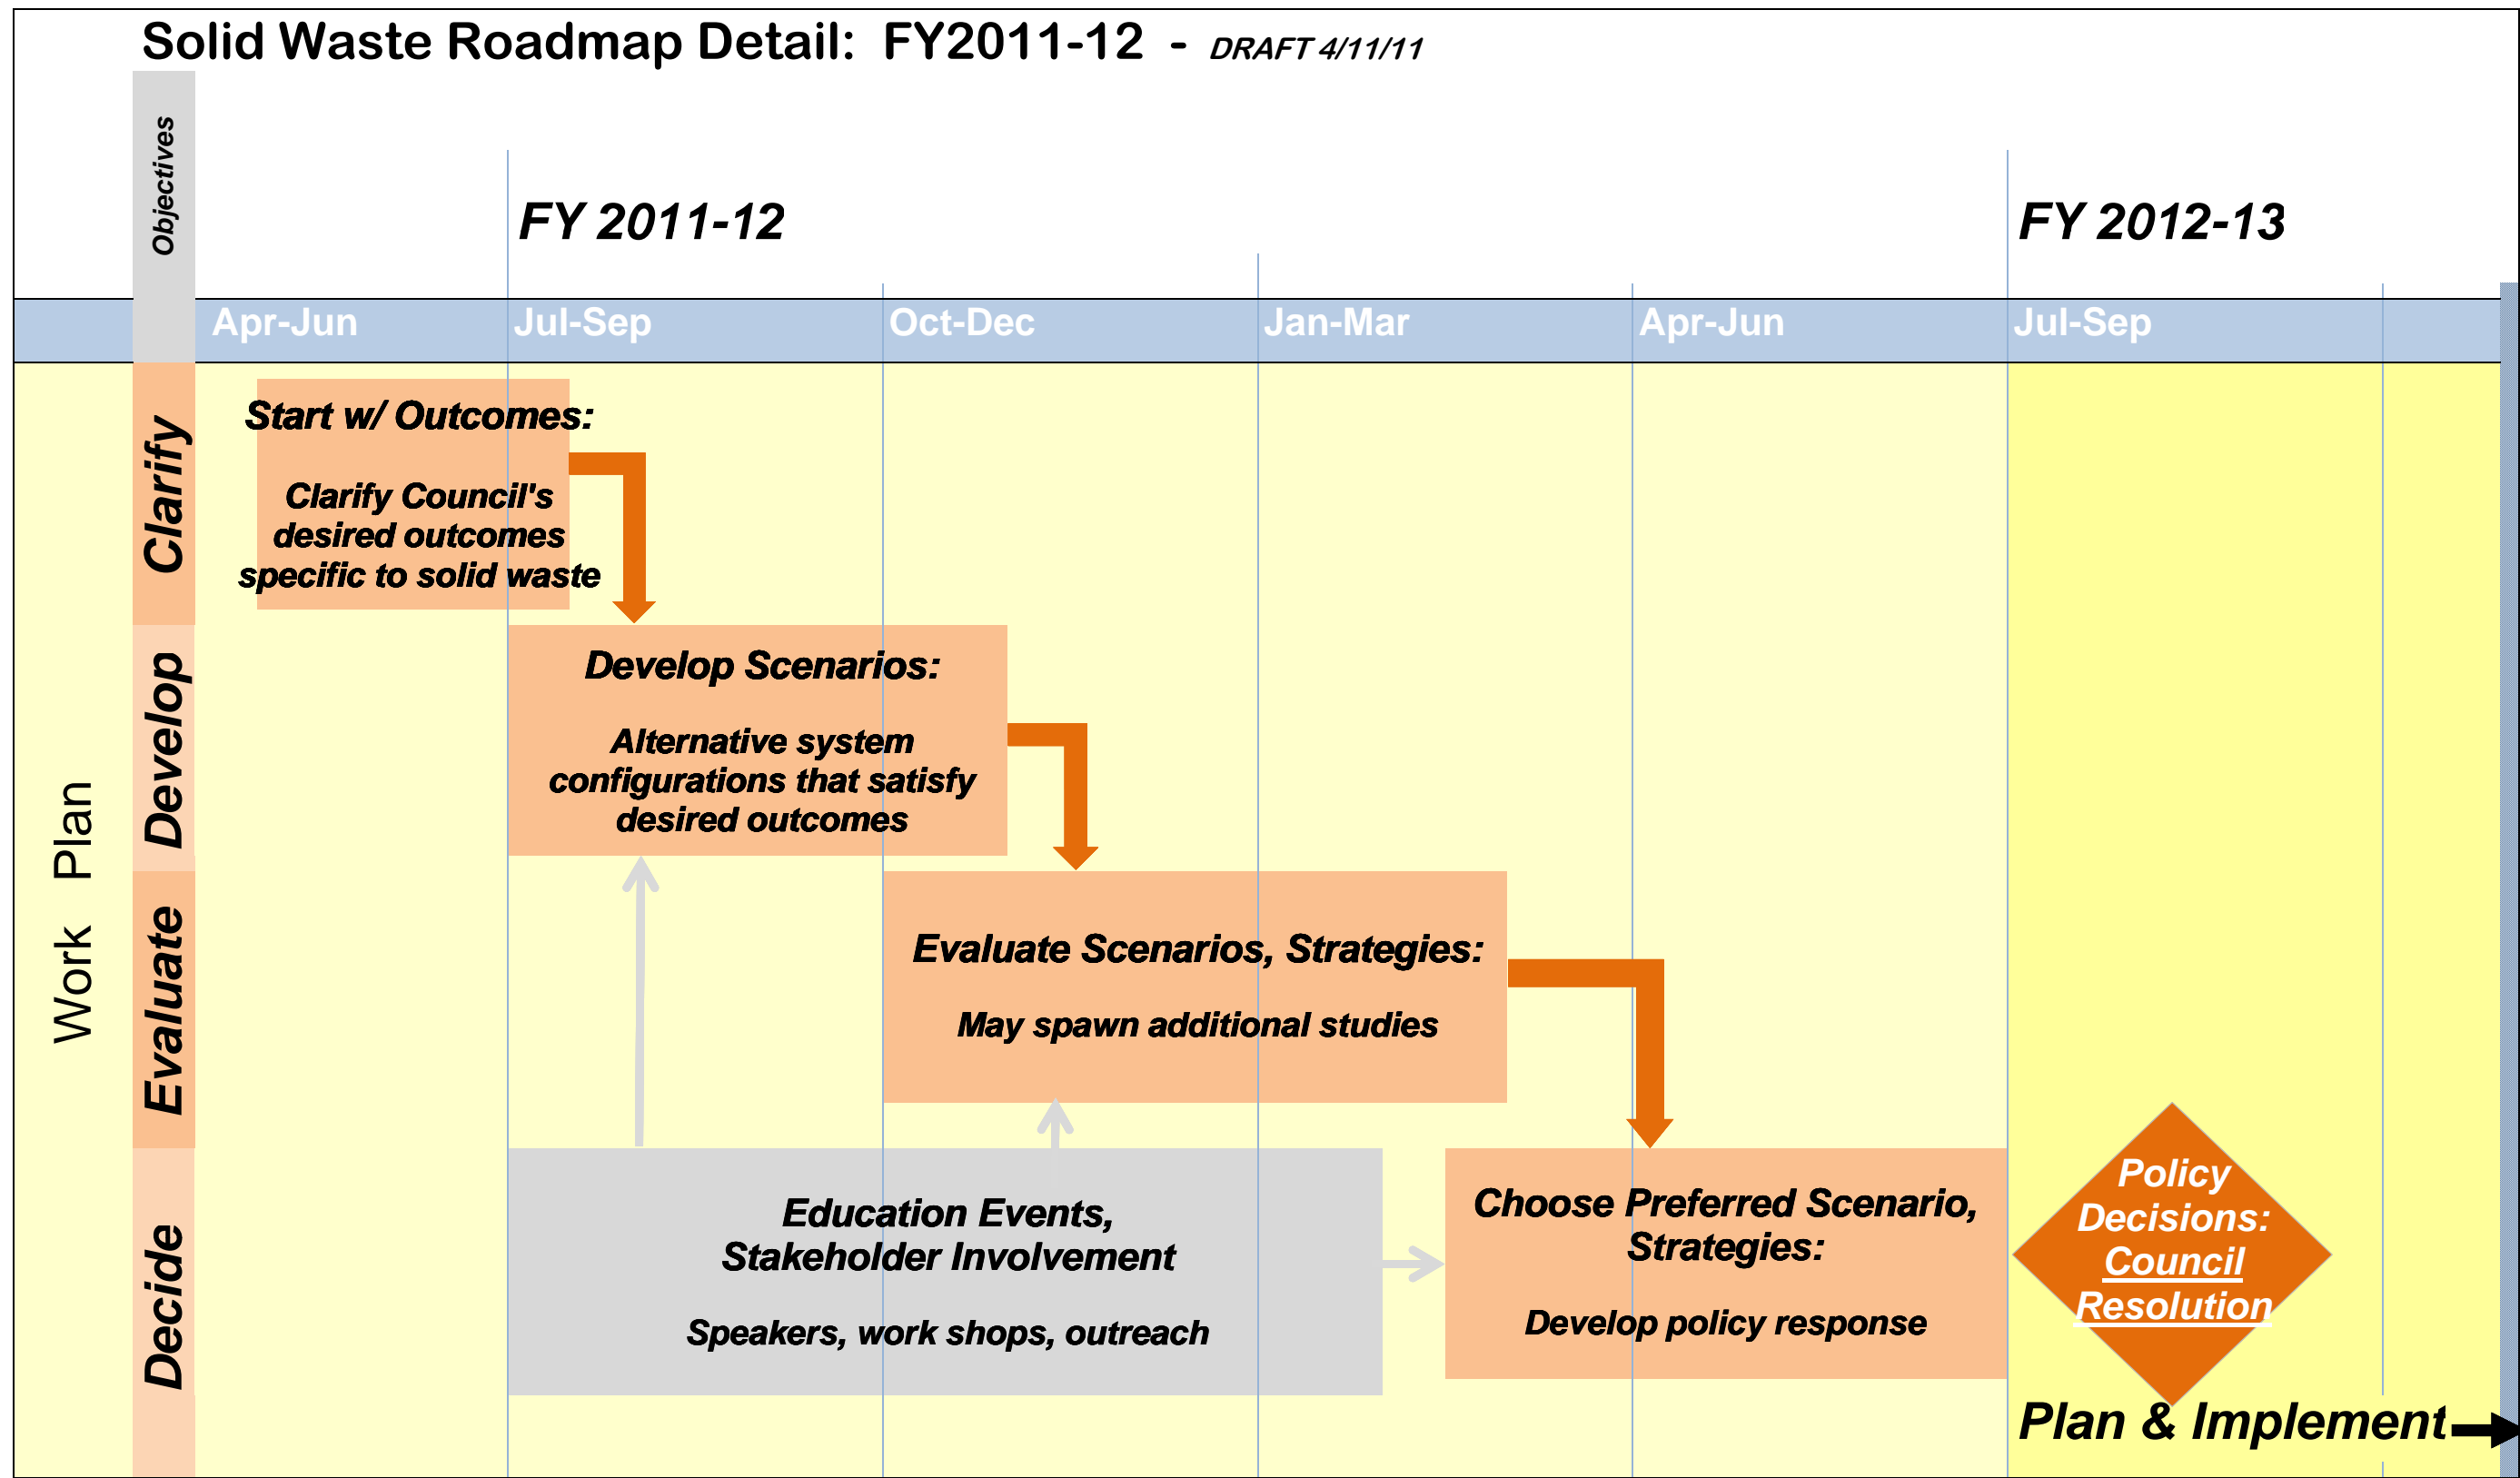 Solid Waste Roadmap Detail: FY2011-12 - DRAFT 4/11/11
Objectives
FY 2011-12
FY 2012-13
Apr-Jun
Jul-Sep
Oct-Dec
Jan-Mar
Apr-Jun
Jul-Sep
Work Plan
Clarify
Start w/ Outcomes:
Clarify Council's
desired outcomes
specific to solid waste
Develop
Develop Scenarios:
Alternative system
configurations that satisfy
desired outcomes
Evaluate
Evaluate Scenarios, Strategies:
May spawn additional studies
Decide
Education Events,
Stakeholder Involvement
Speakers, work shops, outreach
Choose Preferred Scenario,
Strategies:
Develop policy response
Policy
Decisions:
Council
Resolution
Plan & Implement